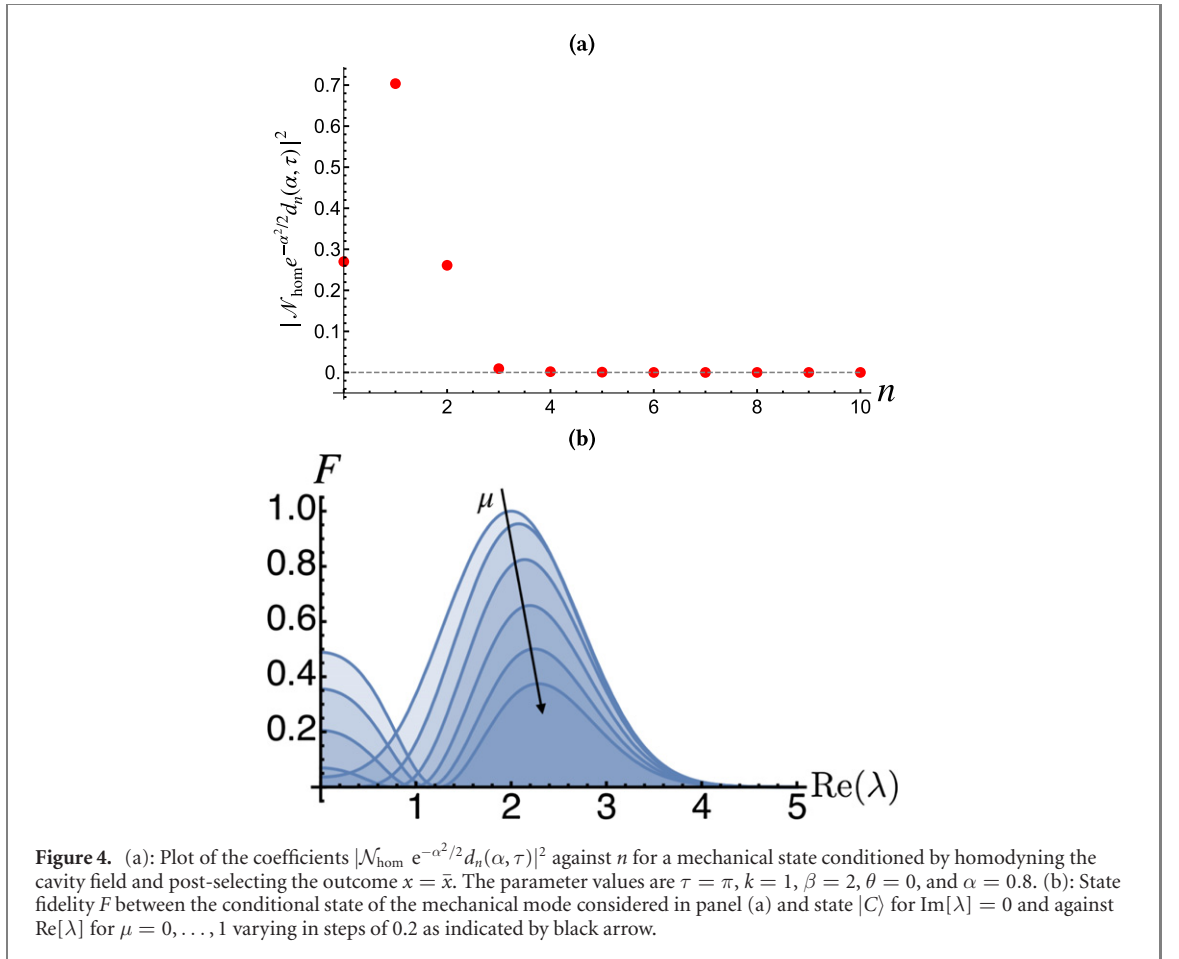 (a)
0.7
0.6
0.5
0.4
0.3
0.2
0.1
0.
|𝒩hom e−α²/2 dn(α, τ)|²
2 4 6 8 10 n
(b)
F
μ
1.0
0.8
0.6
0.4
0.2
1 2 3 4 5 Re(λ)
Figure 4. (a): Plot of the coefficients |𝒩hom e−α²/2dn(α, τ)|² against n for a mechanical state conditioned by homodyning the
cavity field and post-selecting the outcome x = x̄. The parameter values are τ = π, k = 1, β = 2, θ = 0, and α = 0.8. (b): State
fidelity F between the conditional state of the mechanical mode considered in panel (a) and state |C⟩ for Im[λ] = 0 and against
Re[λ] for μ = 0, . . . , 1 varying in steps of 0.2 as indicated by black arrow.